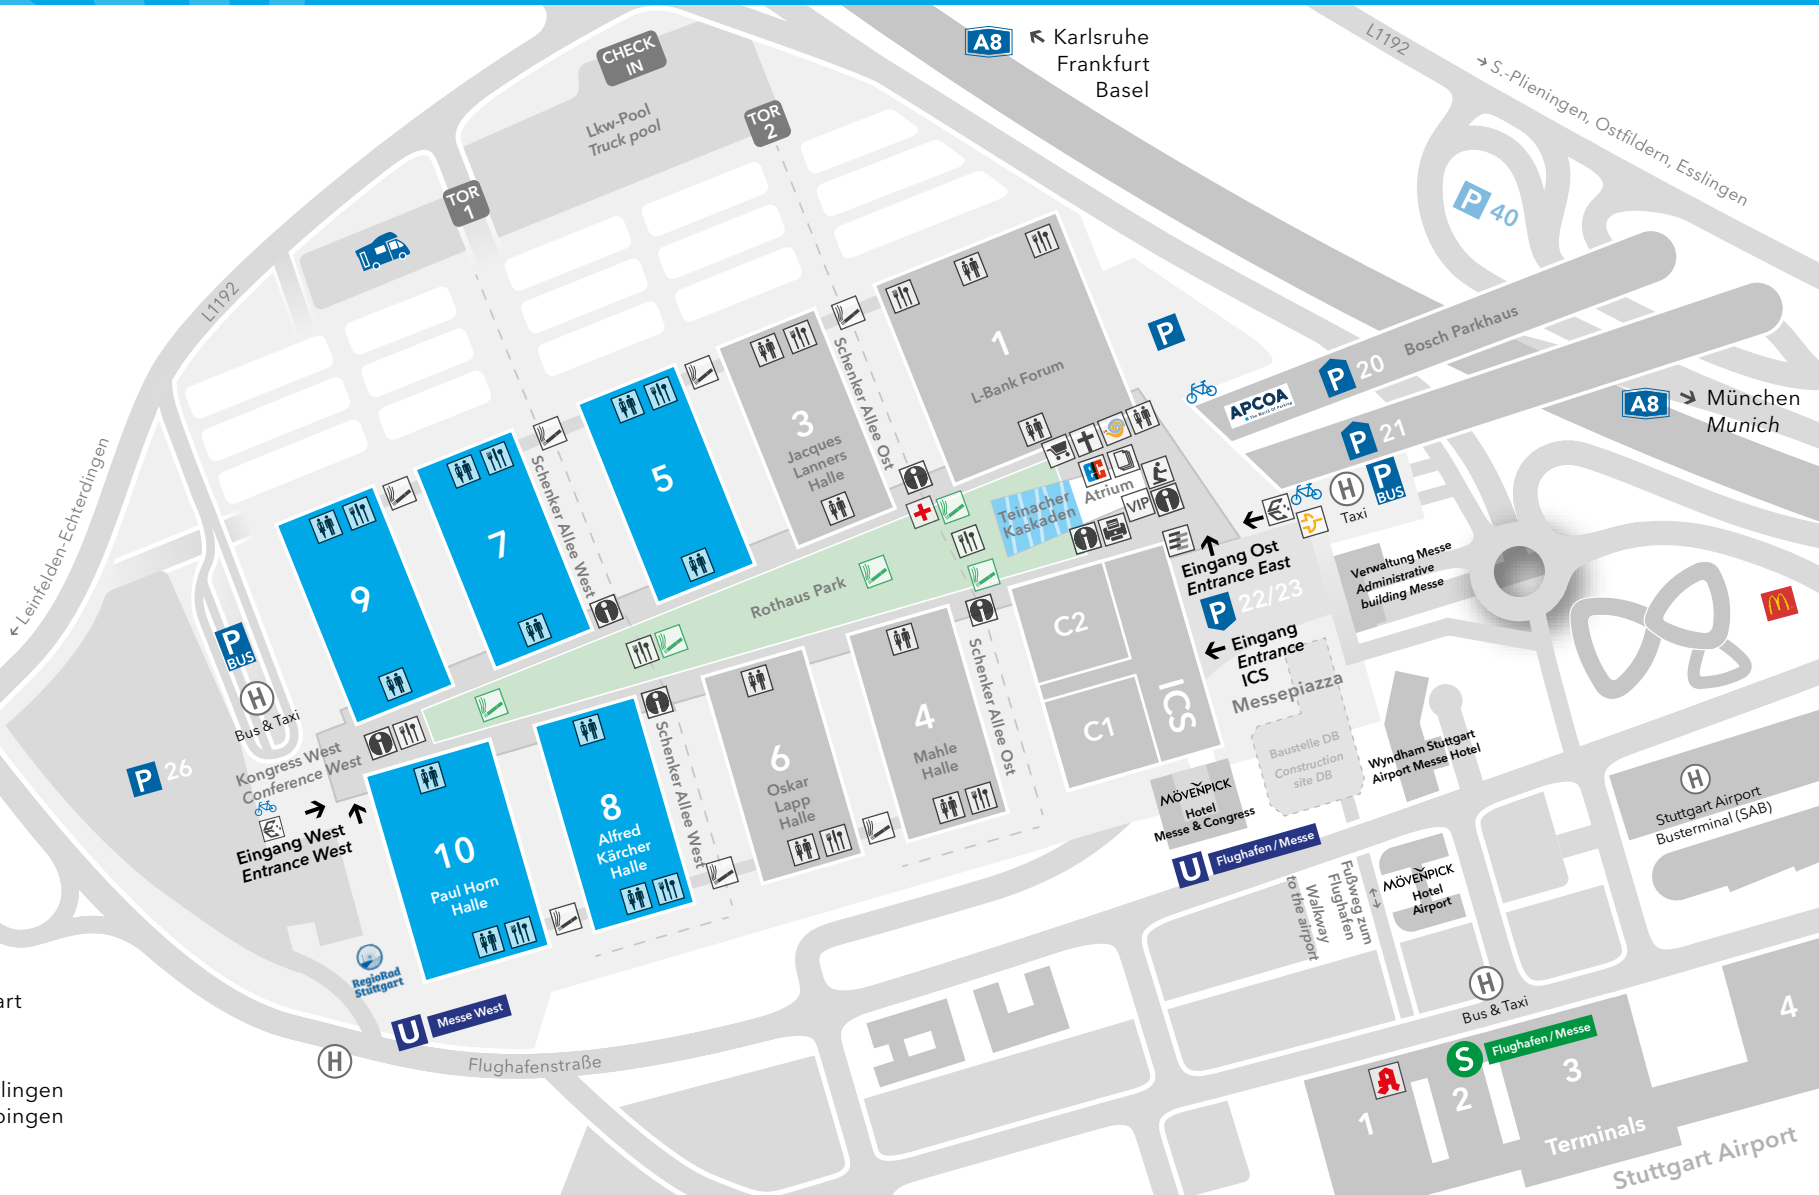 CHECK
IN
Lkw-Pool
Truck pool
TOR
2
TOR
1
A8
Karlsruhe
Frankfurt
Basel
L1192
S.-Plieningen, Ostfildern, Esslingen
P 40
L1192
Leinfelden-Echterdingen
1
L-Bank Forum
P
Bosch Parkhaus
APCOA
P 20
P 21
A8
München
Munich
3
Jacques
Lanners
Halle
Schenker Allee Ost
5
Schenker Allee West
7
9
Teinacher
Kaskaden
Atrium
EC
VIP
H
Taxi
P
BUS
Eingang Ost
Entrance East
P 22/23
Eingang
Entrance
ICS
Messepiazza
Verwaltung Messe
Administrative
building Messe
Rothaus Park
C2
C1
ICS
P
BUS
H
Bus & Taxi
P 26
Kongress West
Conference West
Eingang West
Entrance West
10
Paul Horn
Halle
8
Alfred
Kärcher
Halle
Schenker Allee West
6
Oskar
Lapp
Halle
4
Mahle
Halle
Schenker Allee Ost
Baustelle DB
Construction
site DB
Wyndham Stuttgart
Airport Messe Hotel
MÖVENPICK
Hotel
Messe & Congress
U
Flughafen/Messe
Fußweg zum
Flughafen
Walkway
to the airport
MÖVENPICK
Hotel
Airport
H
Stuttgart Airport
Busterminal (SAB)
RegioRad
Stuttgart
U
Messe West
H
Flughafenstraße
H
Bus & Taxi
S
Flughafen/Messe
1
2
3
4
Terminals
Stuttgart Airport
art
lingen
bingen